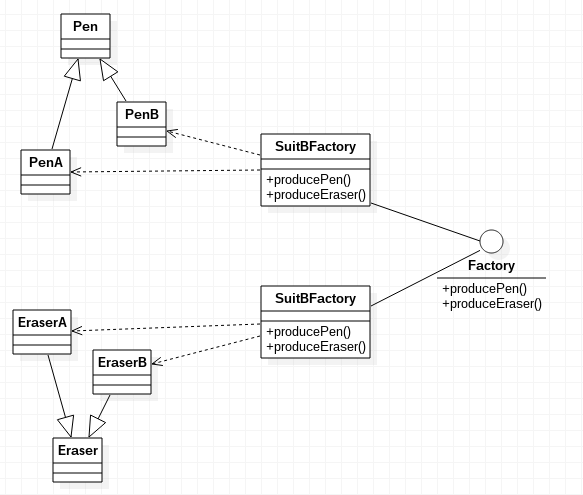 Pen
PenB
PenA
SuitBFactory
+producePen()
+produceEraser()
Factory
+producePen()
+produceEraser()
SuitBFactory
+producePen()
+produceEraser()
EraserA
EraserB
Eraser